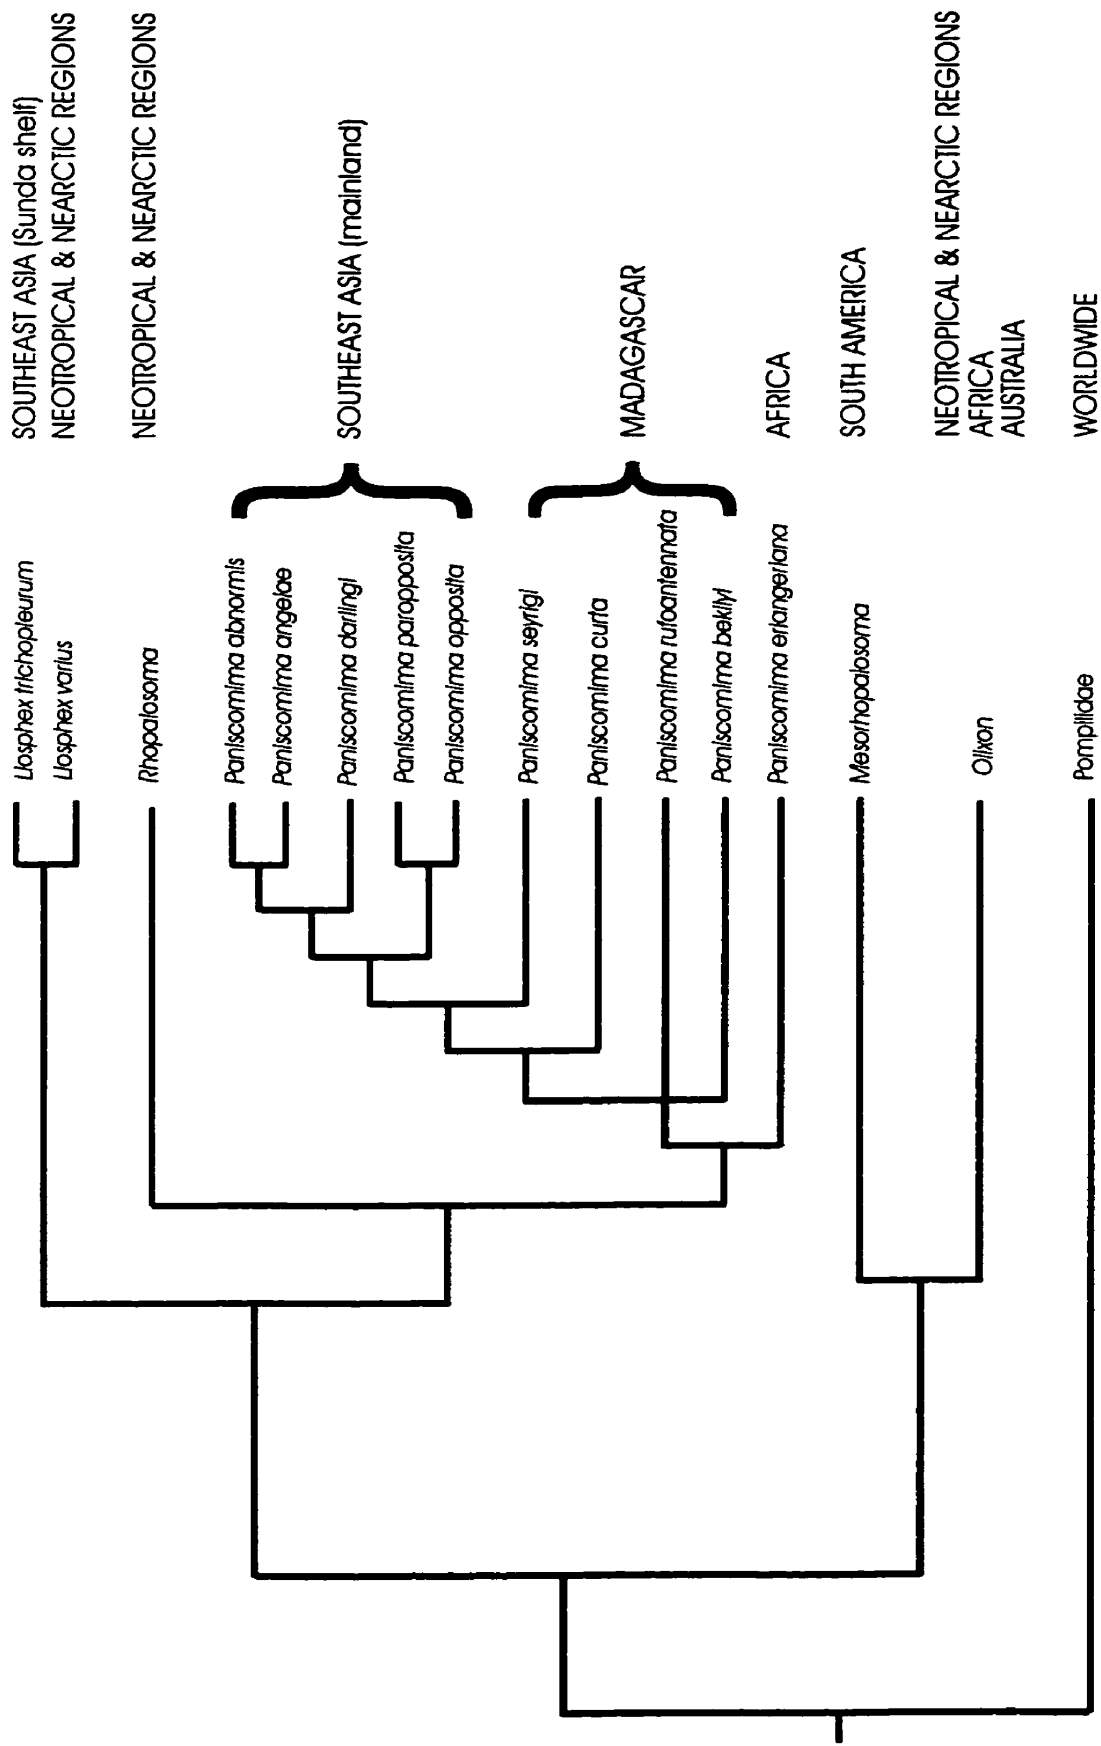 Liosphex trichopleurum SOUTHEAST ASIA (Sunda shelf)
Liosphex varius NEOTROPICAL & NEARCTIC REGIONS
Rhopalosoma NEOTROPICAL & NEARCTIC REGIONS
Paniscomima abnormis
Paniscomima angelae
Paniscomima darlingi SOUTHEAST ASIA (mainland)
Paniscomima paropposita
Paniscomima opposita
Paniscomima seyrigi
Paniscomima curta MADAGASCAR
Paniscomima rufoantennata
Paniscomima bekilyi
Paniscomima erlangeriana AFRICA
Mesorhopalosoma SOUTH AMERICA
NEOTROPICAL & NEARCTIC REGIONS
Olixon AFRICA
AUSTRALIA
Pompilidae WORLDWIDE